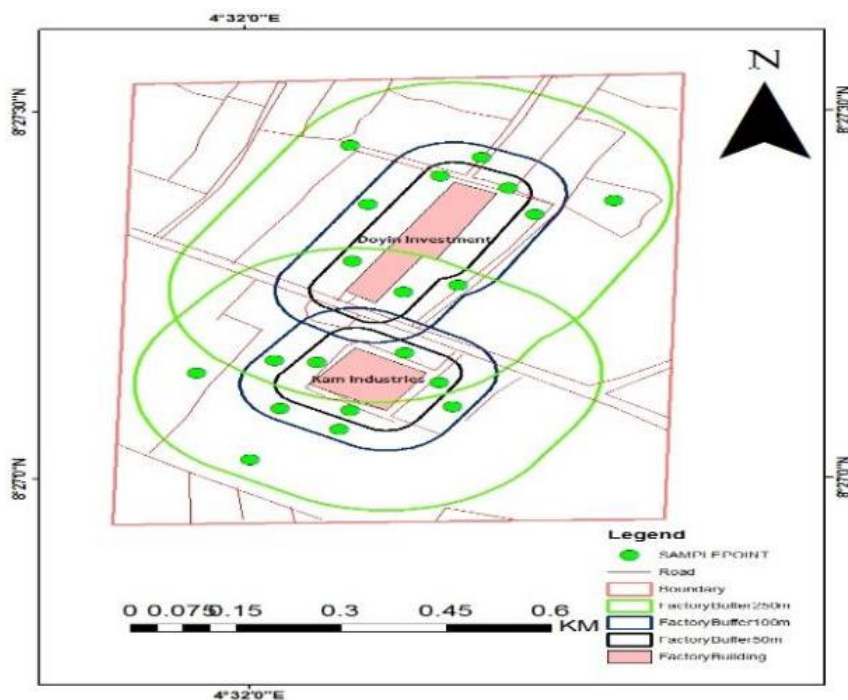 4°32'0"E
N
8°27'30"N
8°27'30"N
Doyin Investment
Kam Industries
8°27'0"N
8°27'0"N
Legend
SAMPLEPOINT
Road
Boundary
FactoryBuffer250m
FactoryBuffer100m
FactoryBuffer50m
FactoryBuilding
0 0.075 0.15 0.3 0.45 0.6
KM
4°32'0"E